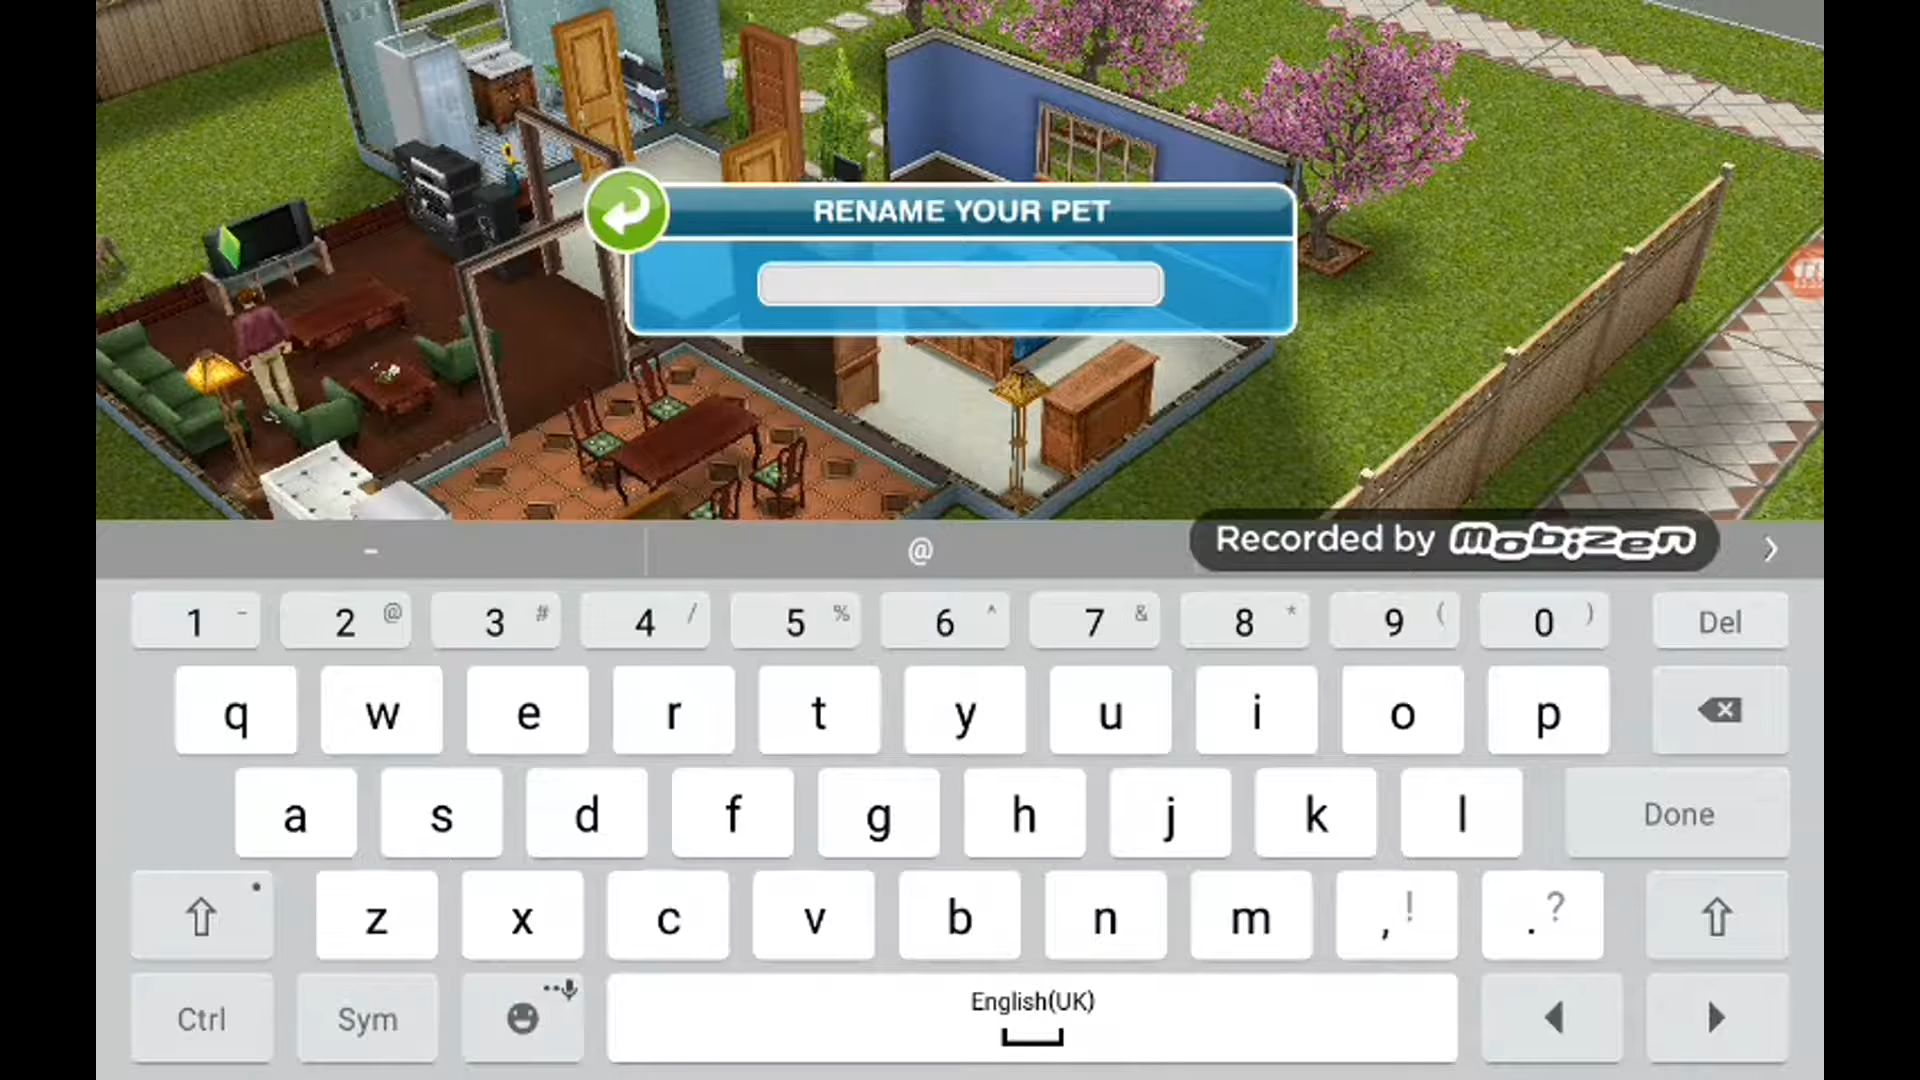 RENAME YOUR PET
- @ Recorded by mobizen
1 - 2 @ 3 # 4 / 5 % 6 ^ 7 & 8 * 9 ( 0 ) Del
q w e r t y u i o p
a s d f g h j k l Done
z x c v b n m , ! . ?
Ctrl Sym English(UK)